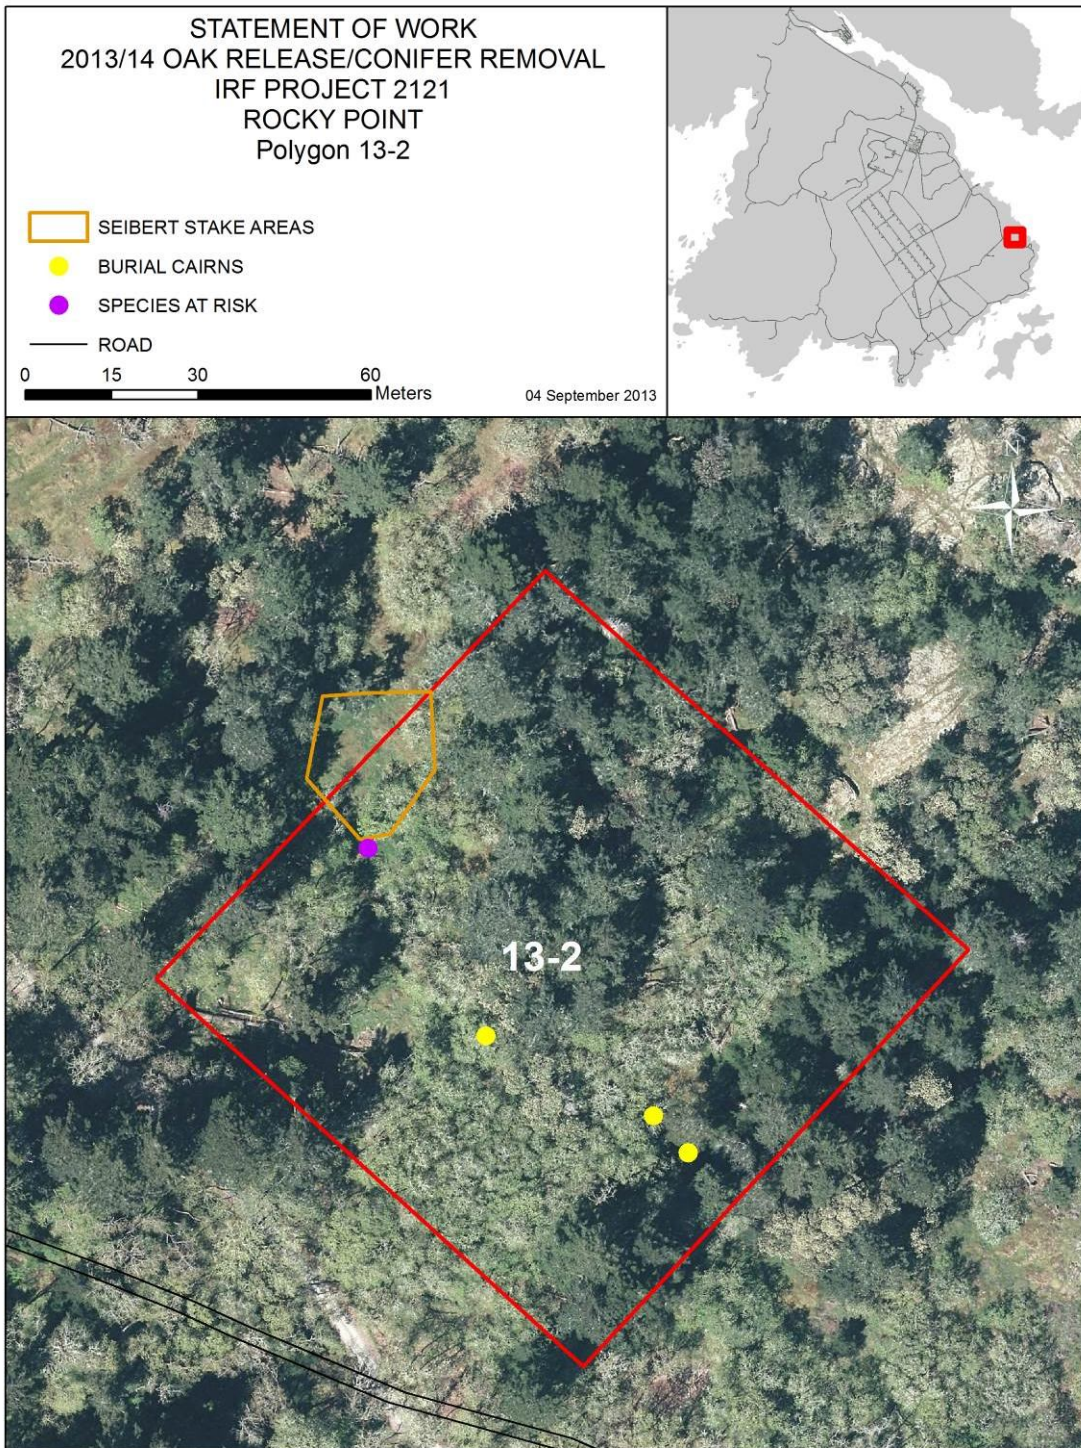 STATEMENT OF WORK
2013/14 OAK RELEASE/CONIFER REMOVAL
IRF PROJECT 2121
ROCKY POINT
Polygon 13-2
SEIBERT STAKE AREAS
BURIAL CAIRNS
SPECIES AT RISK
ROAD
0 15 30 60
Meters
04 September 2013
N
13-2